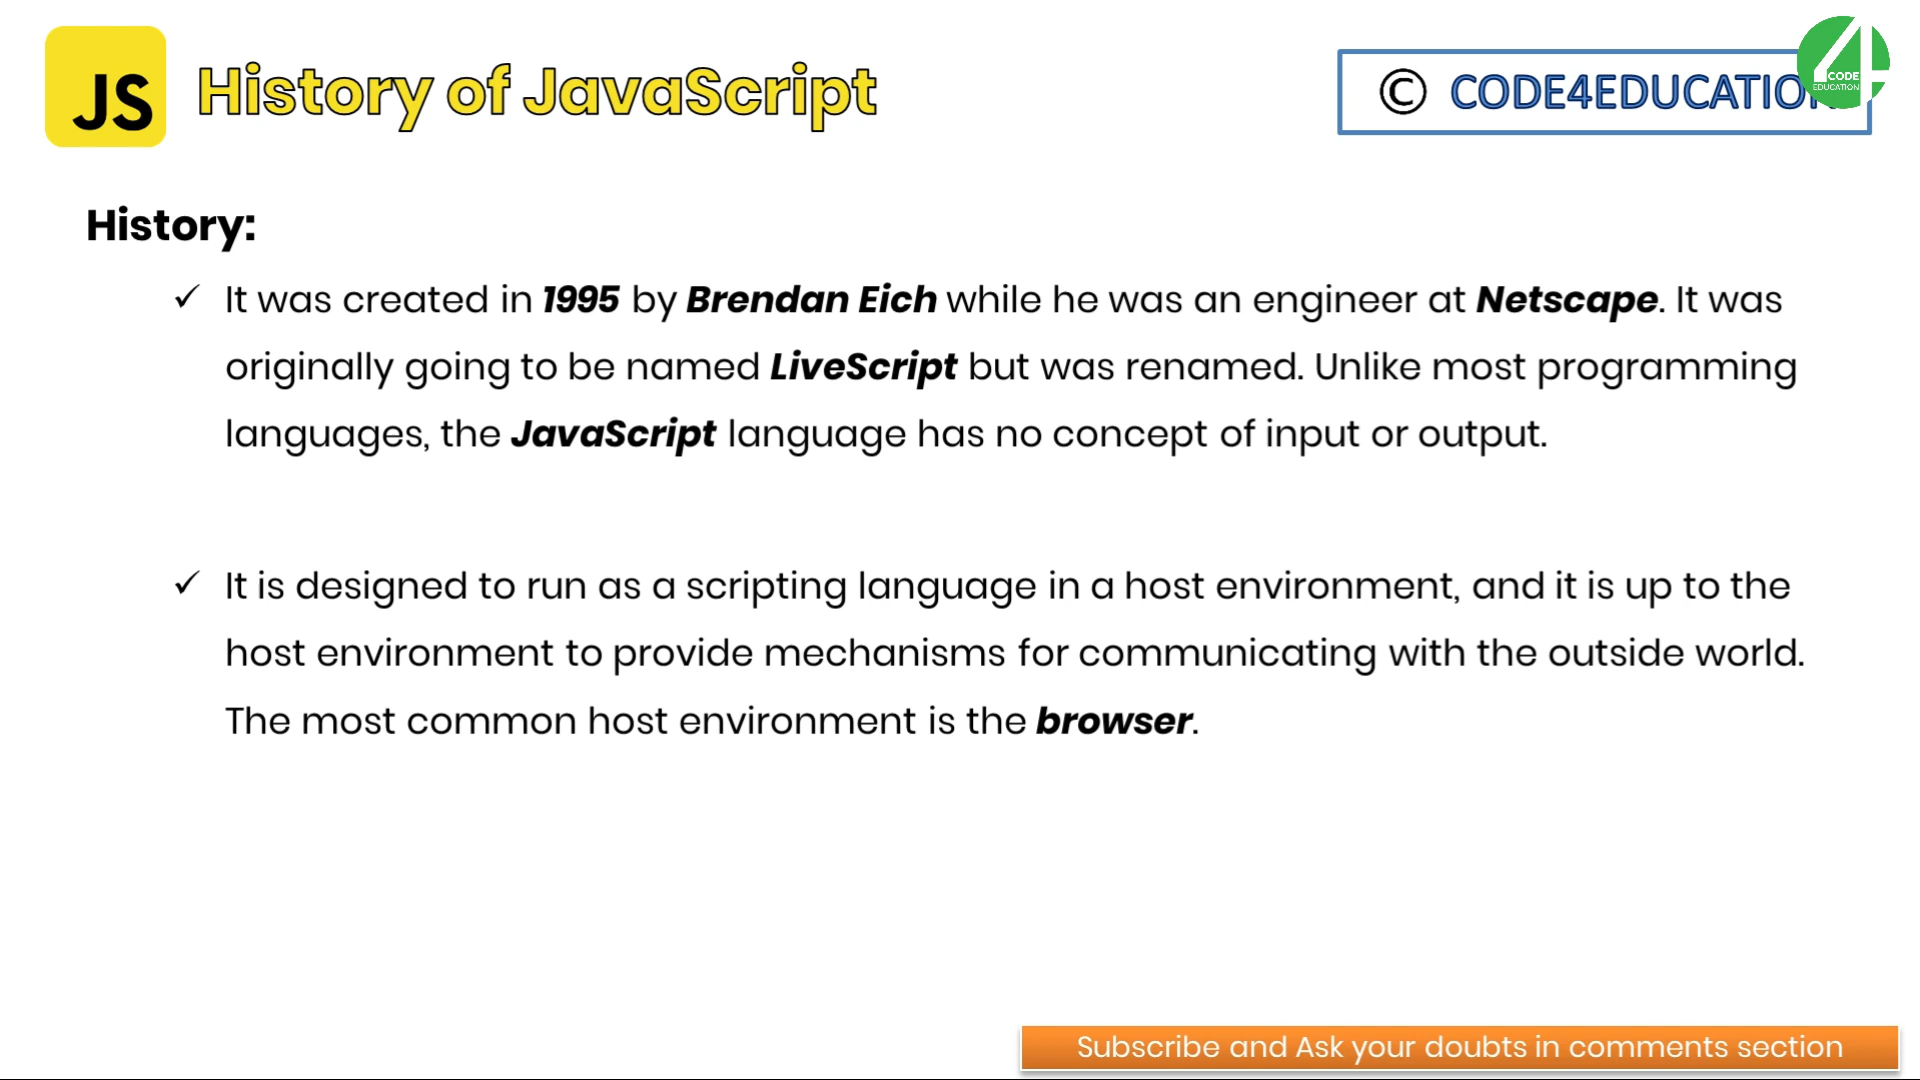 JS
History of JavaScript
© CODE4EDUCATION
CODE
EDUCATION
History:
✓ It was created in 1995 by Brendan Eich while he was an engineer at Netscape. It was
originally going to be named LiveScript but was renamed. Unlike most programming
languages, the JavaScript language has no concept of input or output.
✓ It is designed to run as a scripting language in a host environment, and it is up to the
host environment to provide mechanisms for communicating with the outside world.
The most common host environment is the browser.
Subscribe and Ask your doubts in comments section